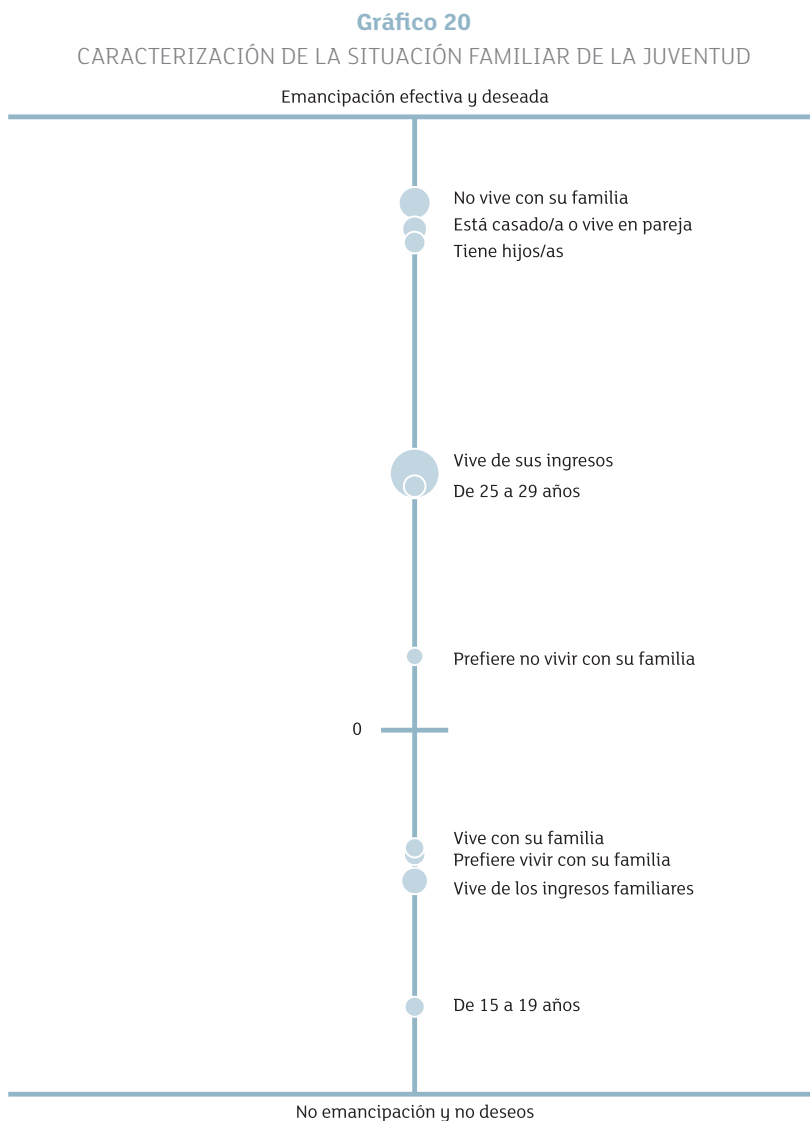 Gráfico 20
CARACTERIZACIÓN DE LA SITUACIÓN FAMILIAR DE LA JUVENTUD
Emancipación efectiva y deseada
No vive con su familia
Está casado/a o vive en pareja
Tiene hijos/as
Vive de sus ingresos
De 25 a 29 años
Prefiere no vivir con su familia
0
Vive con su familia
Prefiere vivir con su familia
Vive de los ingresos familiares
De 15 a 19 años
No emancipación y no deseos